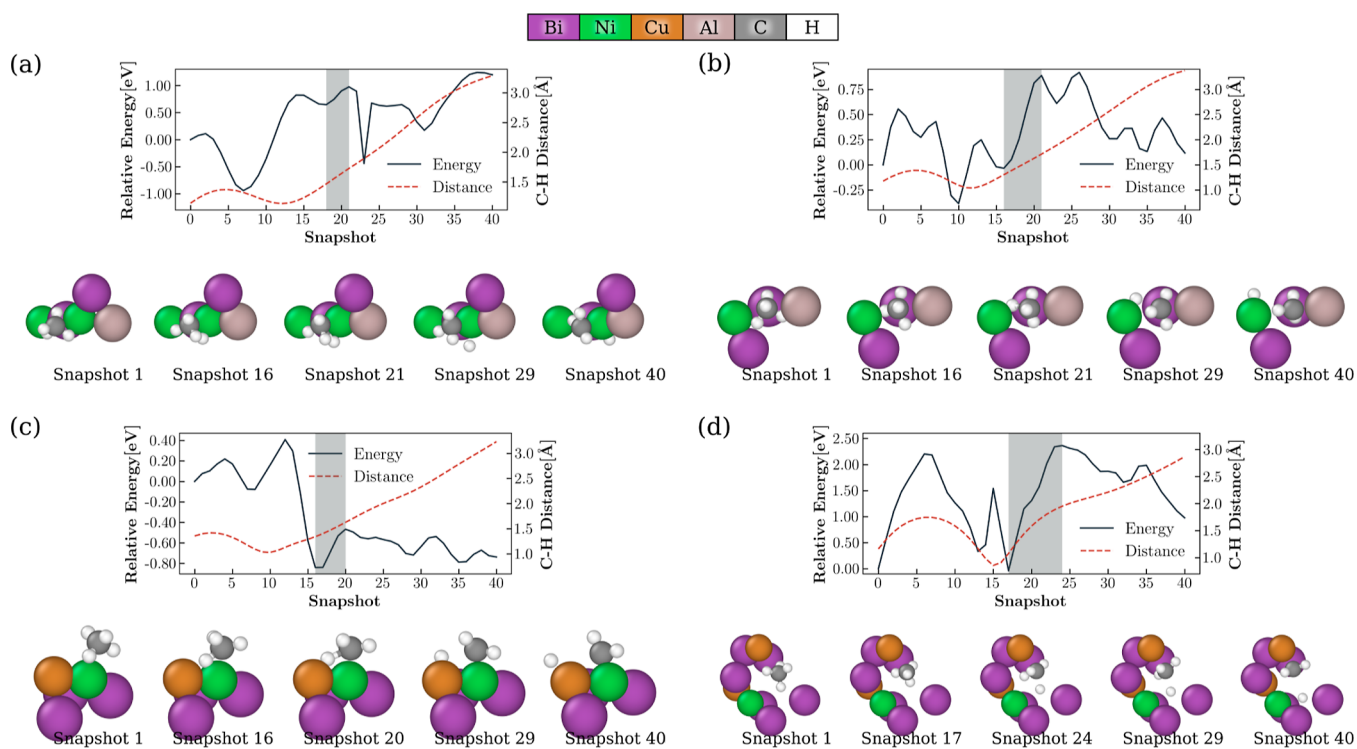 Bi Ni Cu Al C H
(a)
Relative Energy[eV]
1.00
0.50
0.00
-0.50
-1.00
3.0
2.5
2.0
1.5
C-H Distance[Å]
Energy
Distance
0 5 10 15 20 25 30 35 40
Snapshot
Snapshot 1 Snapshot 16 Snapshot 21 Snapshot 29 Snapshot 40
(b)
Relative Energy[eV]
0.75
0.50
0.25
0.00
-0.25
3.0
2.5
2.0
1.5
1.0
C-H Distance[Å]
Energy
Distance
0 5 10 15 20 25 30 35 40
Snapshot
Snapshot 1 Snapshot 16 Snapshot 21 Snapshot 29 Snapshot 40
(c)
Relative Energy[eV]
0.40
0.20
0.00
-0.20
-0.40
-0.60
-0.80
3.0
2.5
2.0
1.5
1.0
C-H Distance[Å]
Energy
Distance
0 5 10 15 20 25 30 35 40
Snapshot
Snapshot 1 Snapshot 16 Snapshot 20 Snapshot 29 Snapshot 40
(d)
Relative Energy[eV]
2.50
2.00
1.50
1.00
0.50
0.00
3.0
2.5
2.0
1.5
1.0
C-H Distance[Å]
Energy
Distance
0 5 10 15 20 25 30 35 40
Snapshot
Snapshot 1 Snapshot 17 Snapshot 24 Snapshot 29 Snapshot 40